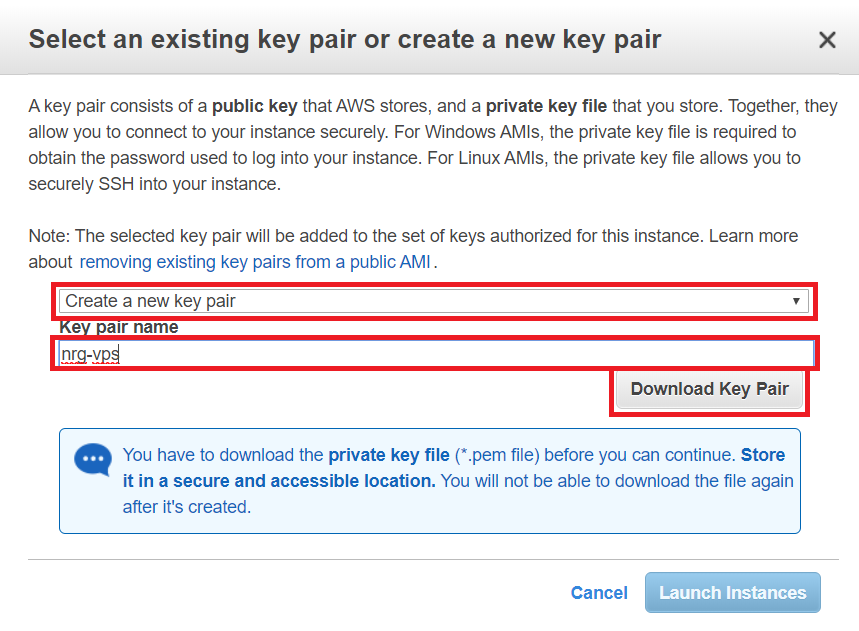 Select an existing key pair or create a new key pair
A key pair consists of a public key that AWS stores, and a private key file that you store. Together, they
allow you to connect to your instance securely. For Windows AMIs, the private key file is required to
obtain the password used to log into your instance. For Linux AMIs, the private key file allows you to
securely SSH into your instance.
Note: The selected key pair will be added to the set of keys authorized for this instance. Learn more
about removing existing key pairs from a public AMI.
Create a new key pair
Key pair name
nrg-vps
Download Key Pair
You have to download the private key file (*.pem file) before you can continue. Store
it in a secure and accessible location. You will not be able to download the file again
after it's created.
Cancel
Launch Instances